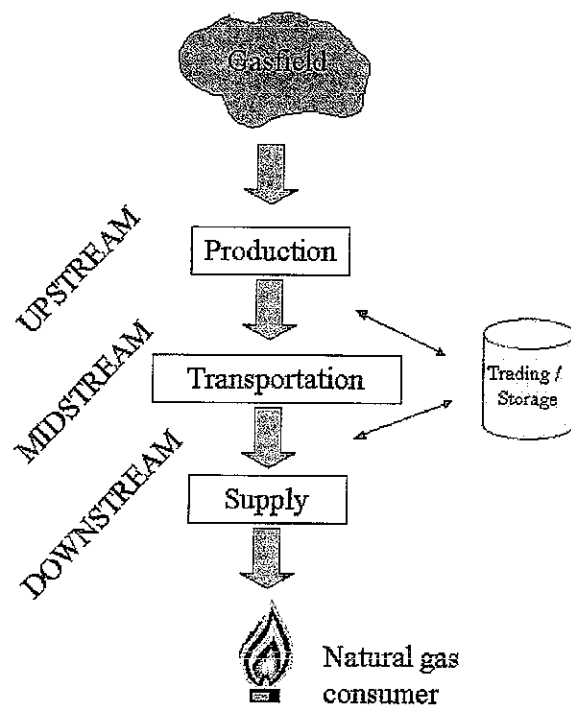 Gasfield
UPSTREAM
Production
MIDSTREAM
Transportation
Trading /
Storage
DOWNSTREAM
Supply
Natural gas
consumer